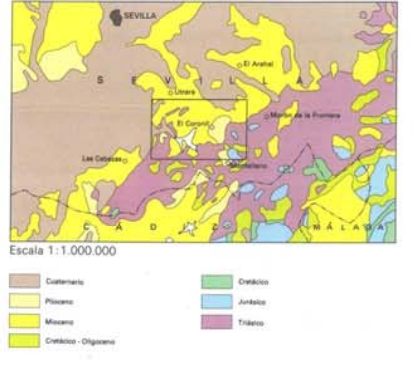 SEVILLA
El Arahal
S E V I L L A
Utrera
Morón de la Frontera
El Coronil
Las Cabezas
Montellano
C Á D I Z
M Á L A G A
Escala 1:1.000.000
Cuaternario
Plioceno
Mioceno
Cretácico - Oligoceno
Cretácico
Jurásico
Triásico